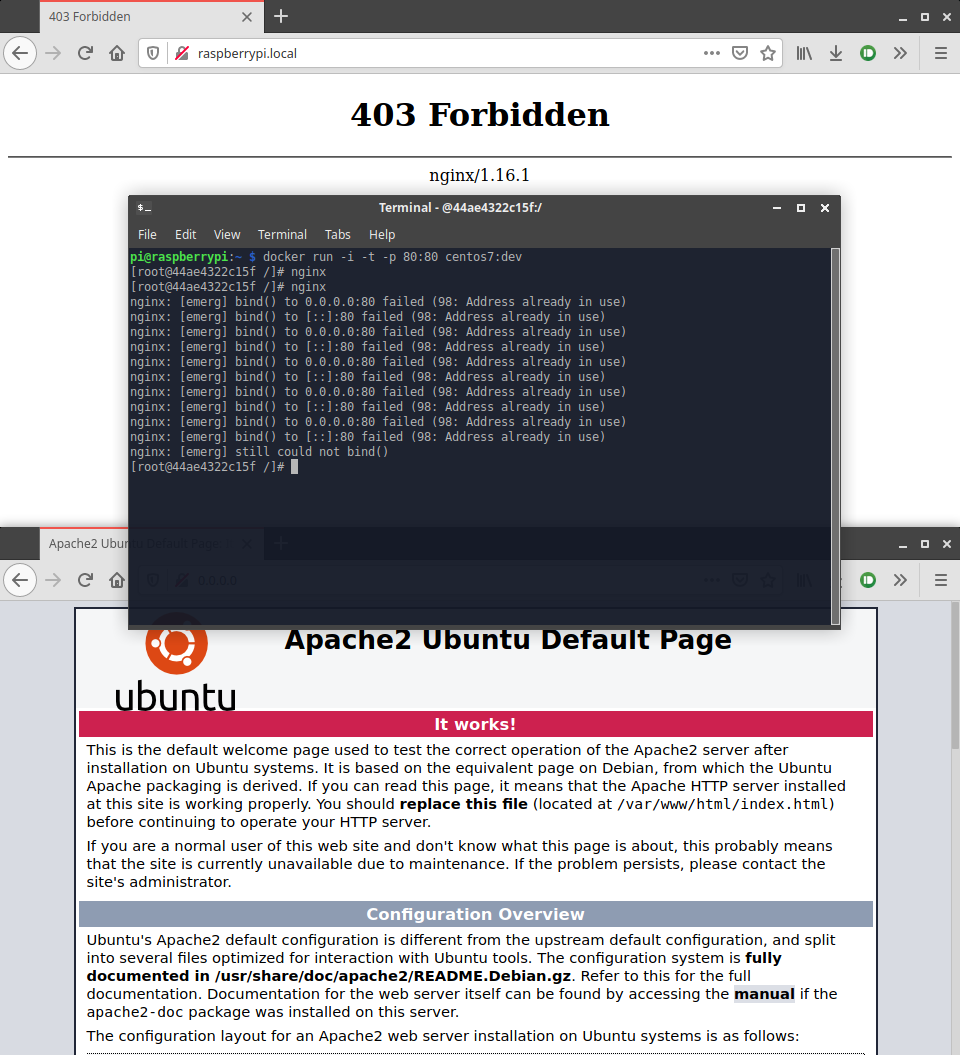 403 Forbidden
raspberrypi.local
403 Forbidden
nginx/1.16.1
$_ Terminal - @44ae4322c15f:/
File Edit View Terminal Tabs Help
pi@raspberrypi:~ $ docker run -i -t -p 80:80 centos7:dev
[root@44ae4322c15f /]# nginx
[root@44ae4322c15f /]# nginx
nginx: [emerg] bind() to 0.0.0.0:80 failed (98: Address already in use)
nginx: [emerg] bind() to [::]:80 failed (98: Address already in use)
nginx: [emerg] bind() to 0.0.0.0:80 failed (98: Address already in use)
nginx: [emerg] bind() to [::]:80 failed (98: Address already in use)
nginx: [emerg] bind() to 0.0.0.0:80 failed (98: Address already in use)
nginx: [emerg] bind() to [::]:80 failed (98: Address already in use)
nginx: [emerg] bind() to 0.0.0.0:80 failed (98: Address already in use)
nginx: [emerg] bind() to [::]:80 failed (98: Address already in use)
nginx: [emerg] bind() to 0.0.0.0:80 failed (98: Address already in use)
nginx: [emerg] bind() to [::]:80 failed (98: Address already in use)
nginx: [emerg] still could not bind()
[root@44ae4322c15f /]#
Apache2 Ubuntu Default Page
0.0.0.0
ubuntu
Apache2 Ubuntu Default Page
It works!
This is the default welcome page used to test the correct operation of the Apache2 server after
installation on Ubuntu systems. It is based on the equivalent page on Debian, from which the Ubuntu
Apache packaging is derived. If you can read this page, it means that the Apache HTTP server installed
at this site is working properly. You should replace this file (located at /var/www/html/index.html)
before continuing to operate your HTTP server.
If you are a normal user of this web site and don't know what this page is about, this probably means
that the site is currently unavailable due to maintenance. If the problem persists, please contact the
site's administrator.
Configuration Overview
Ubuntu's Apache2 default configuration is different from the upstream default configuration, and split
into several files optimized for interaction with Ubuntu tools. The configuration system is fully
documented in /usr/share/doc/apache2/README.Debian.gz. Refer to this for the full
documentation. Documentation for the web server itself can be found by accessing the manual if the
apache2-doc package was installed on this server.
The configuration layout for an Apache2 web server installation on Ubuntu systems is as follows: